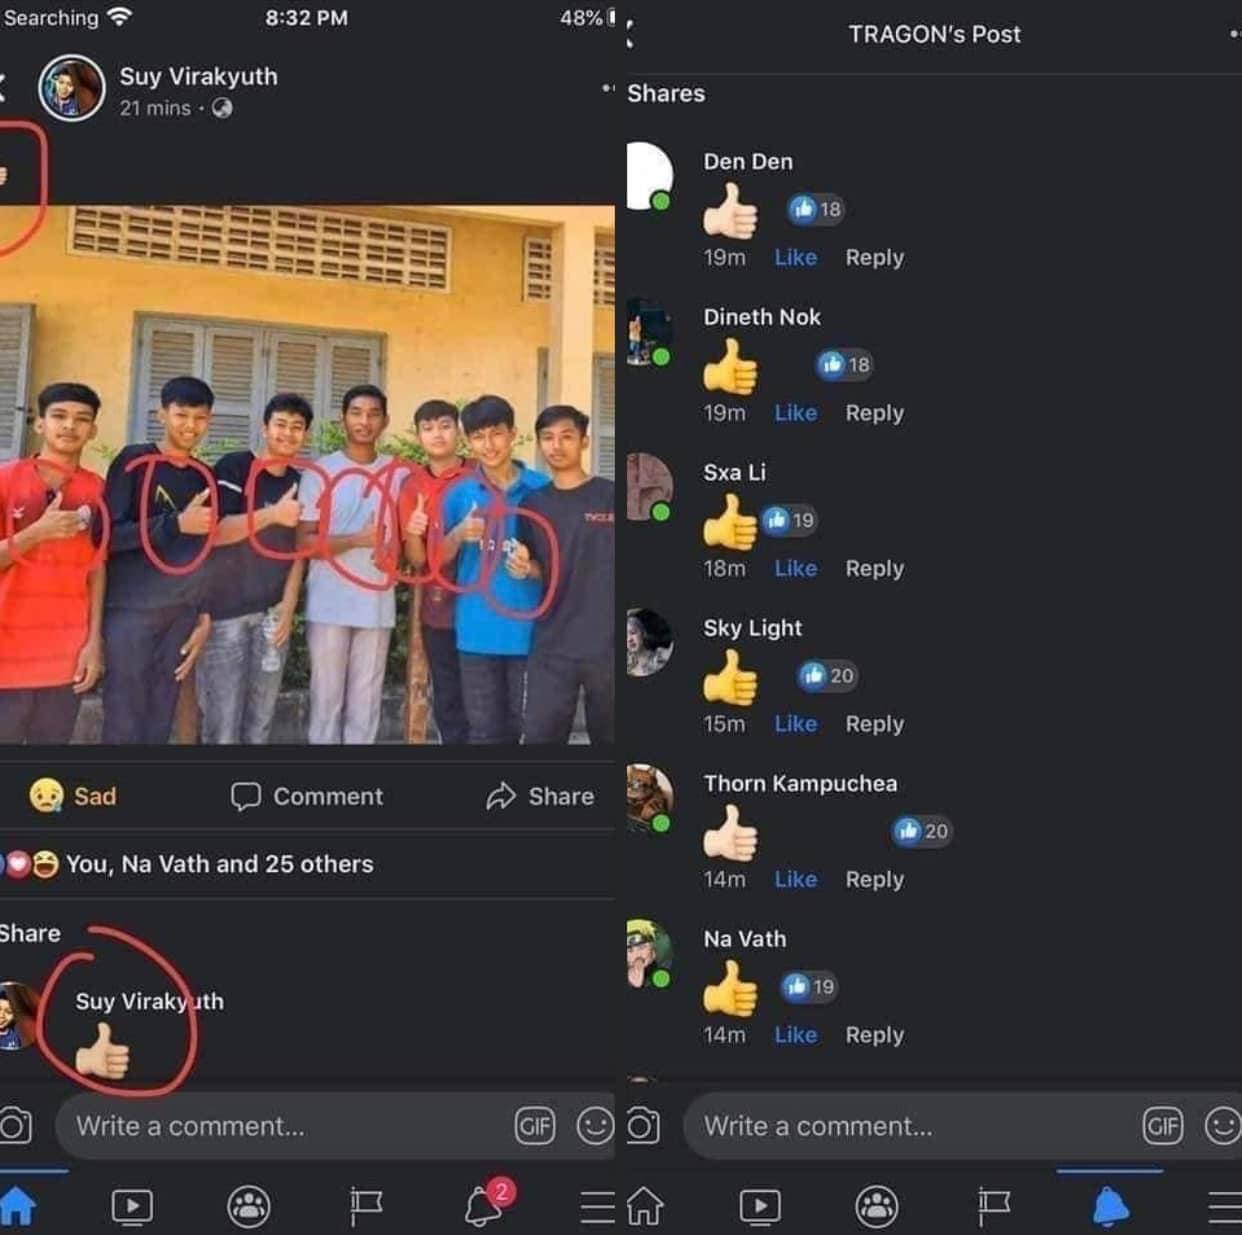 Searching
8:32 PM
48%
Suy Virakyuth
21 mins ·
Sad
Comment
Share
You, Na Vath and 25 others
Share
Suy Virakyuth
Write a comment...
GIF
2
TRAGON's Post
Shares
Den Den
18
19m Like Reply
Dineth Nok
18
19m Like Reply
Sxa Li
19
18m Like Reply
Sky Light
20
15m Like Reply
Thorn Kampuchea
20
14m Like Reply
Na Vath
19
14m Like Reply
Write a comment...
GIF